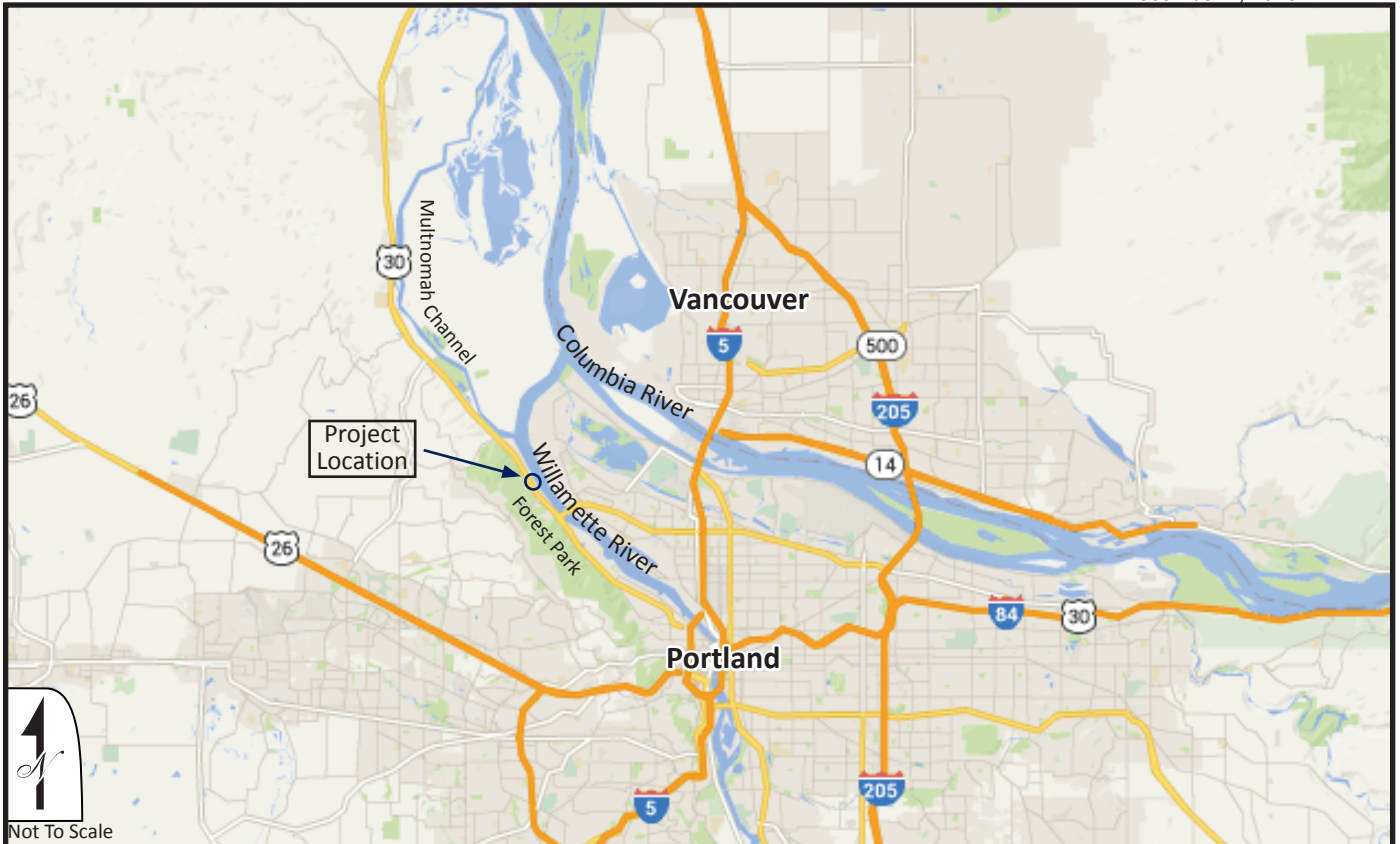 30
Multnomah Channel
Vancouver
5
500
Columbia River
205
26
Project
Location
14
Willamette River
Forest Park
26
84
30
Portland
N
205
5
Not To Scale